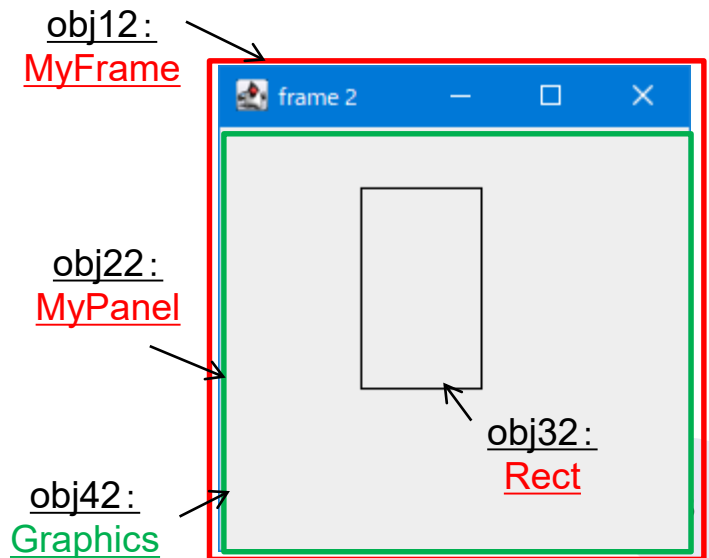 obj12:
MyFrame
frame 2
obj22:
MyPanel
obj32:
Rect
obj42:
Graphics